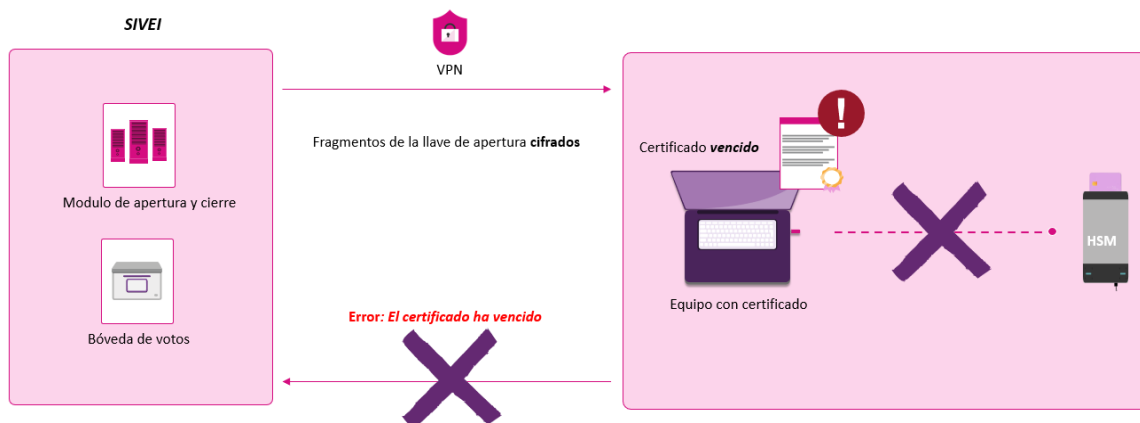 SIVEI
VPN
Fragmentos de la llave de apertura cifrados
Modulo de apertura y cierre
Bóveda de votos
Error: El certificado ha vencido
Certificado vencido
HSM
Equipo con certificado